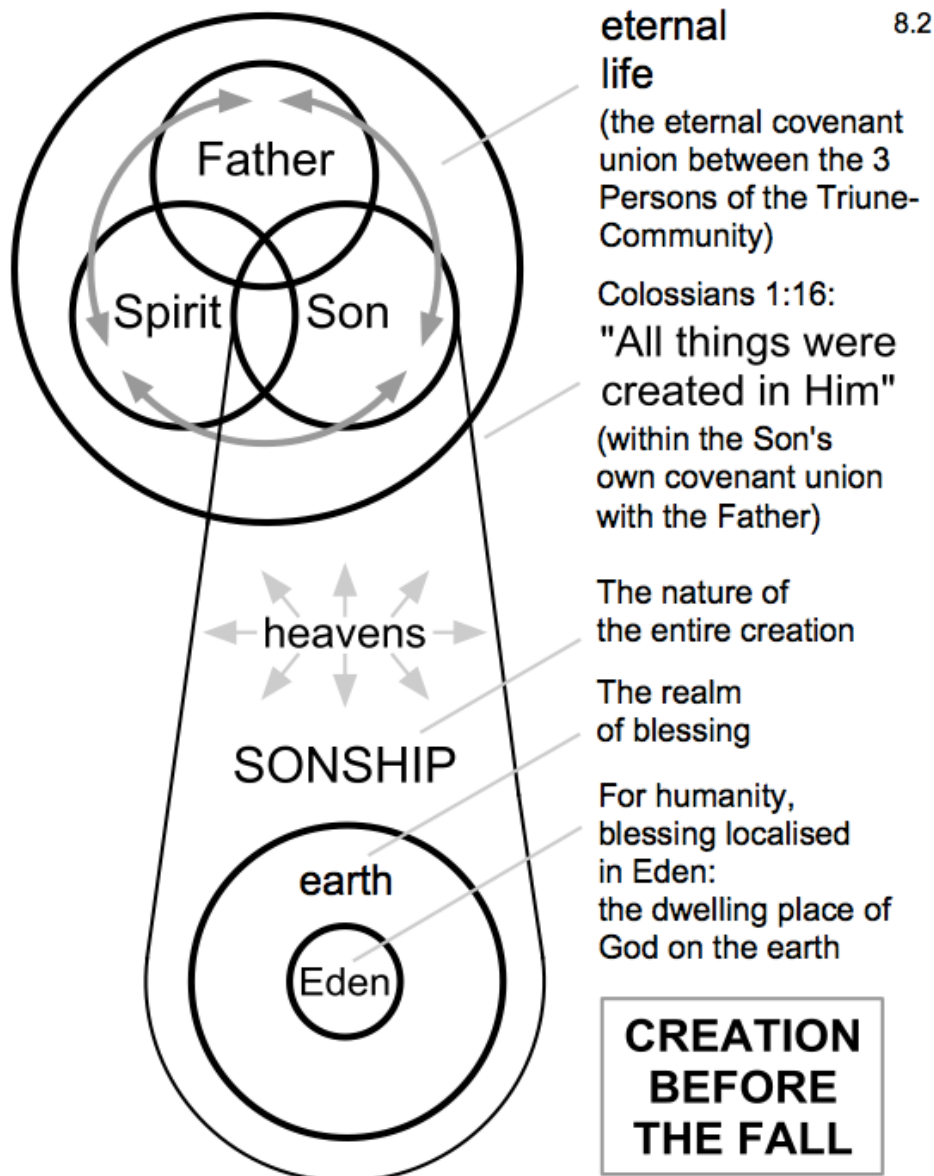 eternal
life
8.2
(the eternal covenant
union between the 3
Persons of the Triune-
Community)
Father
Spirit
Son
Colossians 1:16:
"All things were
created in Him"
(within the Son's
own covenant union
with the Father)
heavens
The nature of
the entire creation
SONSHIP
The realm
of blessing
earth
For humanity,
blessing localised
in Eden:
the dwelling place of
God on the earth
Eden
CREATION
BEFORE
THE FALL